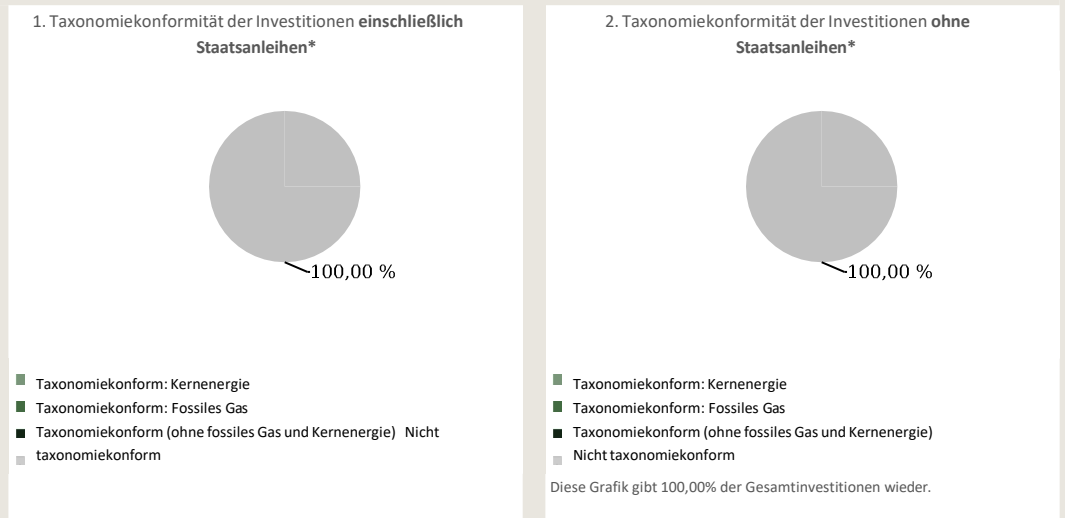 1. Taxonomiekonformität der Investitionen einschließlich
Staatsanleihen*
100,00 %
Taxonomiekonform: Kernenergie
Taxonomiekonform: Fossiles Gas
Taxonomiekonform (ohne fossiles Gas und Kernenergie) Nicht
taxonomiekonform
2. Taxonomiekonformität der Investitionen ohne
Staatsanleihen*
100,00 %
Taxonomiekonform: Kernenergie
Taxonomiekonform: Fossiles Gas
Taxonomiekonform (ohne fossiles Gas und Kernenergie)
Nicht taxonomiekonform
Diese Grafik gibt 100,00% der Gesamtinvestitionen wieder.